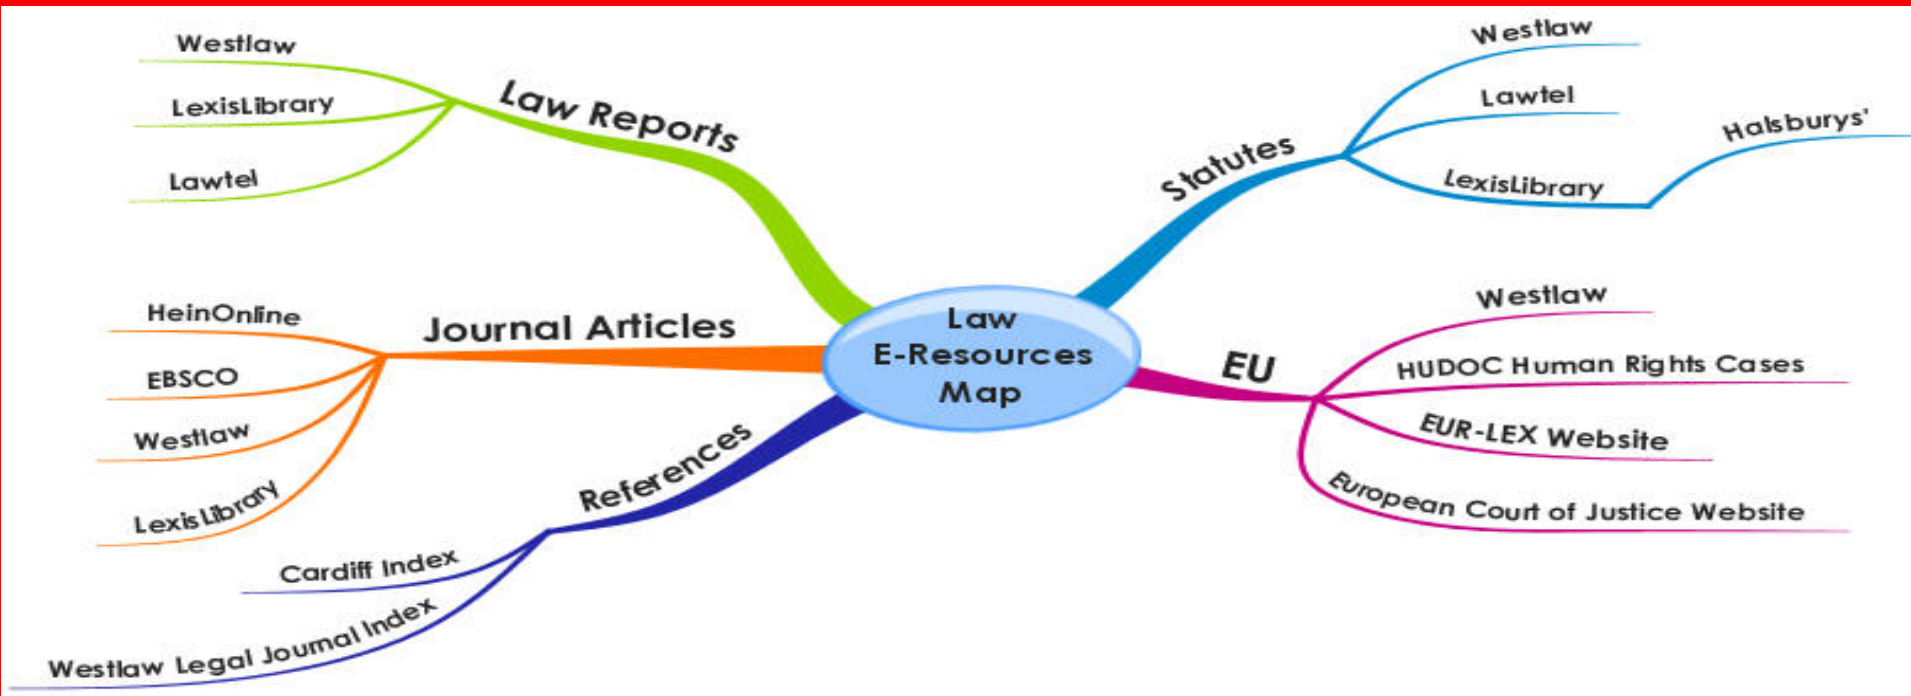 Law
E-Resources
Map
Law Reports
Westlaw
LexisLibrary
Lawtel
Journal Articles
HeinOnline
EBSCO
Westlaw
LexisLibrary
References
Cardiff Index
Westlaw Legal Journal Index
Statutes
Westlaw
Lawtel
LexisLibrary
Halsburys'
EU
Westlaw
HUDOC Human Rights Cases
EUR-LEX Website
European Court of Justice Website